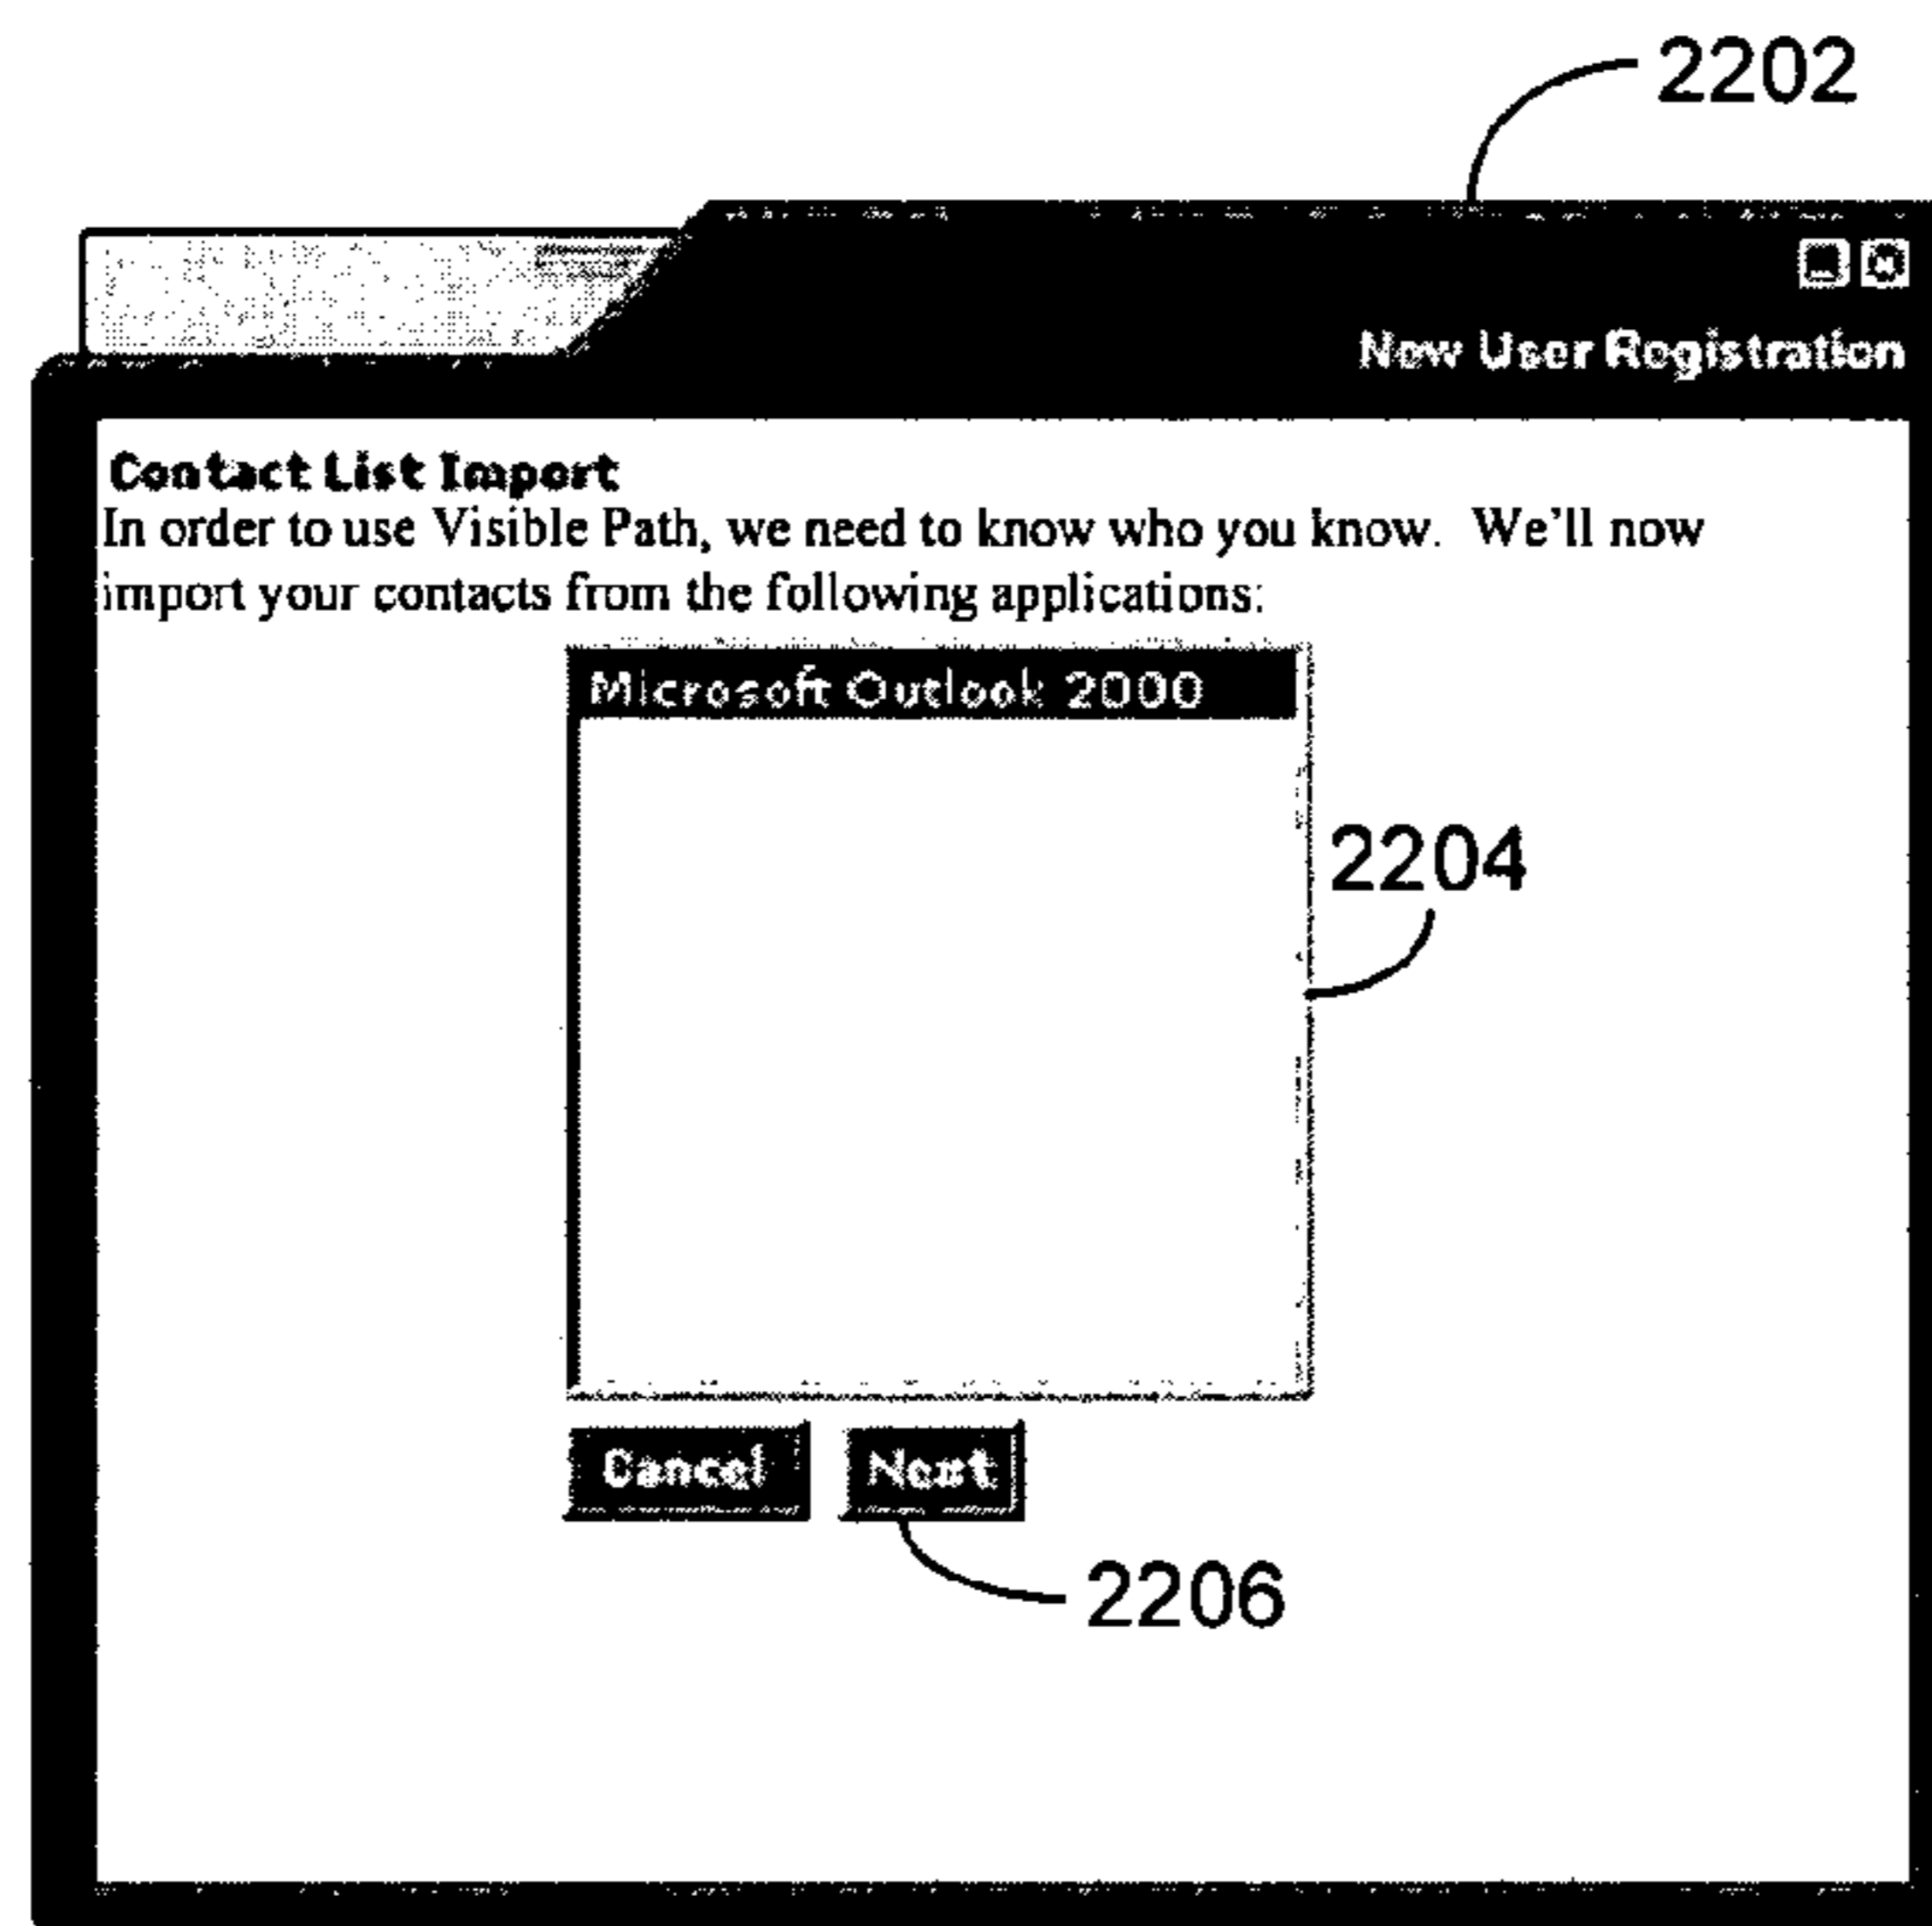 2202
New User Registration
Contact List Import
In order to use Visible Path, we need to know who you know. We'll now
import your contacts from the following applications:
Microsoft Outlook 2000
2204
Cancel
Next
2206